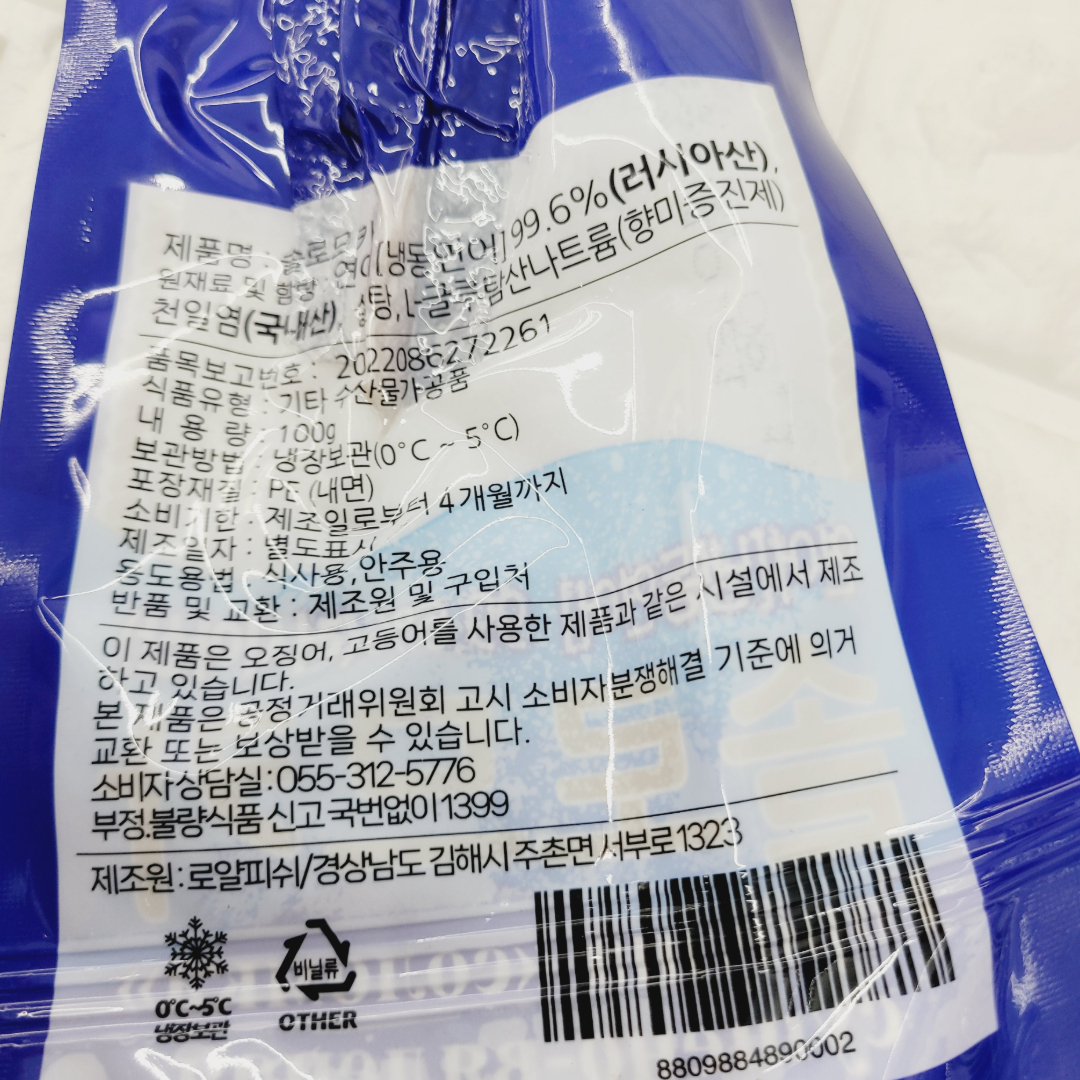 제품명 : 슬로모키
원재료 및 함량 : 연어[냉동연어] 99.6%(러시아산),
천일염(국내산), 설탕, L-글루탐산나트륨(향미증진제)
품목보고번호 : 2022086272261
식품유형 : 기타 수산물가공품
내 용 량 : 100g
보관방법 : 냉장보관(0°C ~ 5°C)
포장재질 : PE (내면)
소비기한 : 제조일로부터 4개월까지
제조일자 : 별도표시
용도용법 : 식사용,안주용
반품 및 교환 : 제조원 및 구입처
이 제품은 오징어, 고등어를 사용한 제품과 같은 시설에서 제조
하고 있습니다.
본 제품은 공정거래위원회 고시 소비자분쟁해결 기준에 의거
교환 또는 보상받을 수 있습니다.
소비자상담실:055-312-5776
부정.불량식품 신고 국번없이 1399
제조원:로얄피쉬/경상남도 김해시 주촌면 서부로 1323
비닐류
0°C~5°C
OTHER
냉장보관
8809884890002